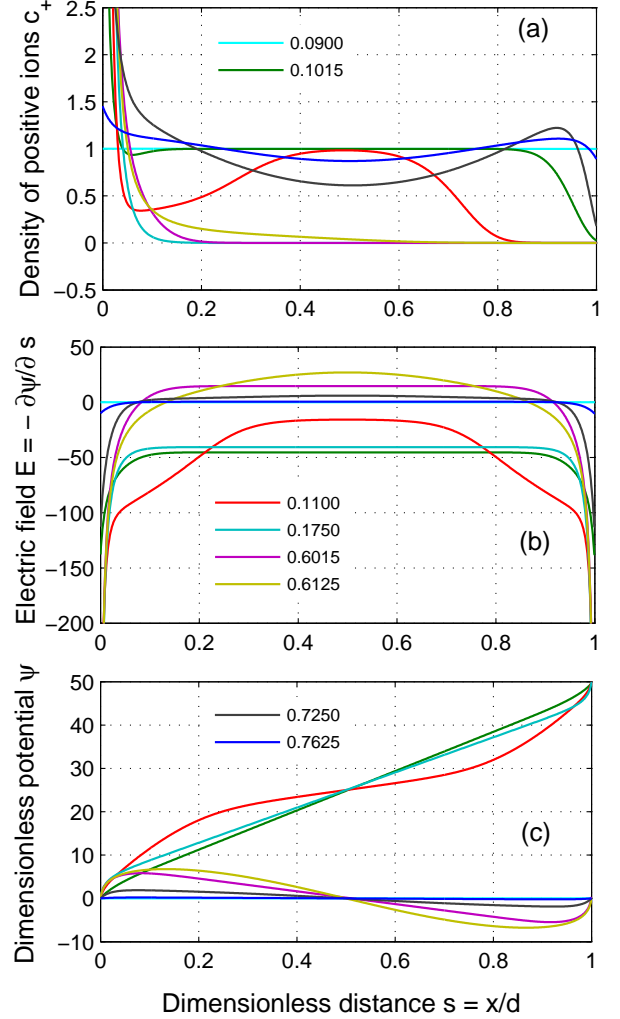 Density of positive ions c₊
2.5
2
1.5
1
0.5
0
−0.5
(a)
0.0900
0.1015
0 0.2 0.4 0.6 0.8 1
Electric field E = − ∂ψ/∂ s
50
0
−50
−100
−150
−200
0.1100
0.1750
0.6015
0.6125
(b)
0 0.2 0.4 0.6 0.8 1
Dimensionless potential ψ
50
40
30
20
10
0
−10
0.7250
0.7625
(c)
0 0.2 0.4 0.6 0.8 1
Dimensionless distance s = x/d